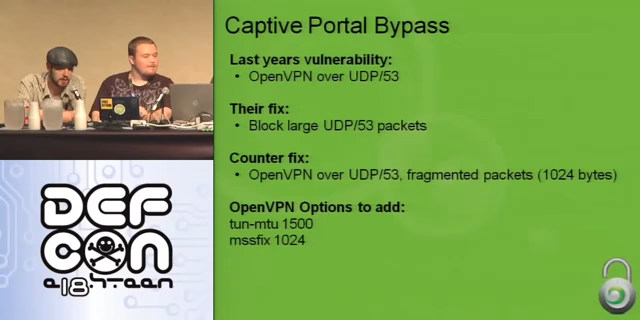 Captive Portal Bypass
Last years vulnerability:
• OpenVPN over UDP/53
Their fix:
• Block large UDP/53 packets
Counter fix:
• OpenVPN over UDP/53, fragmented packets (1024 bytes)
OpenVPN Options to add:
tun-mtu 1500
mssfix 1024
DEF
CON
e18hteen